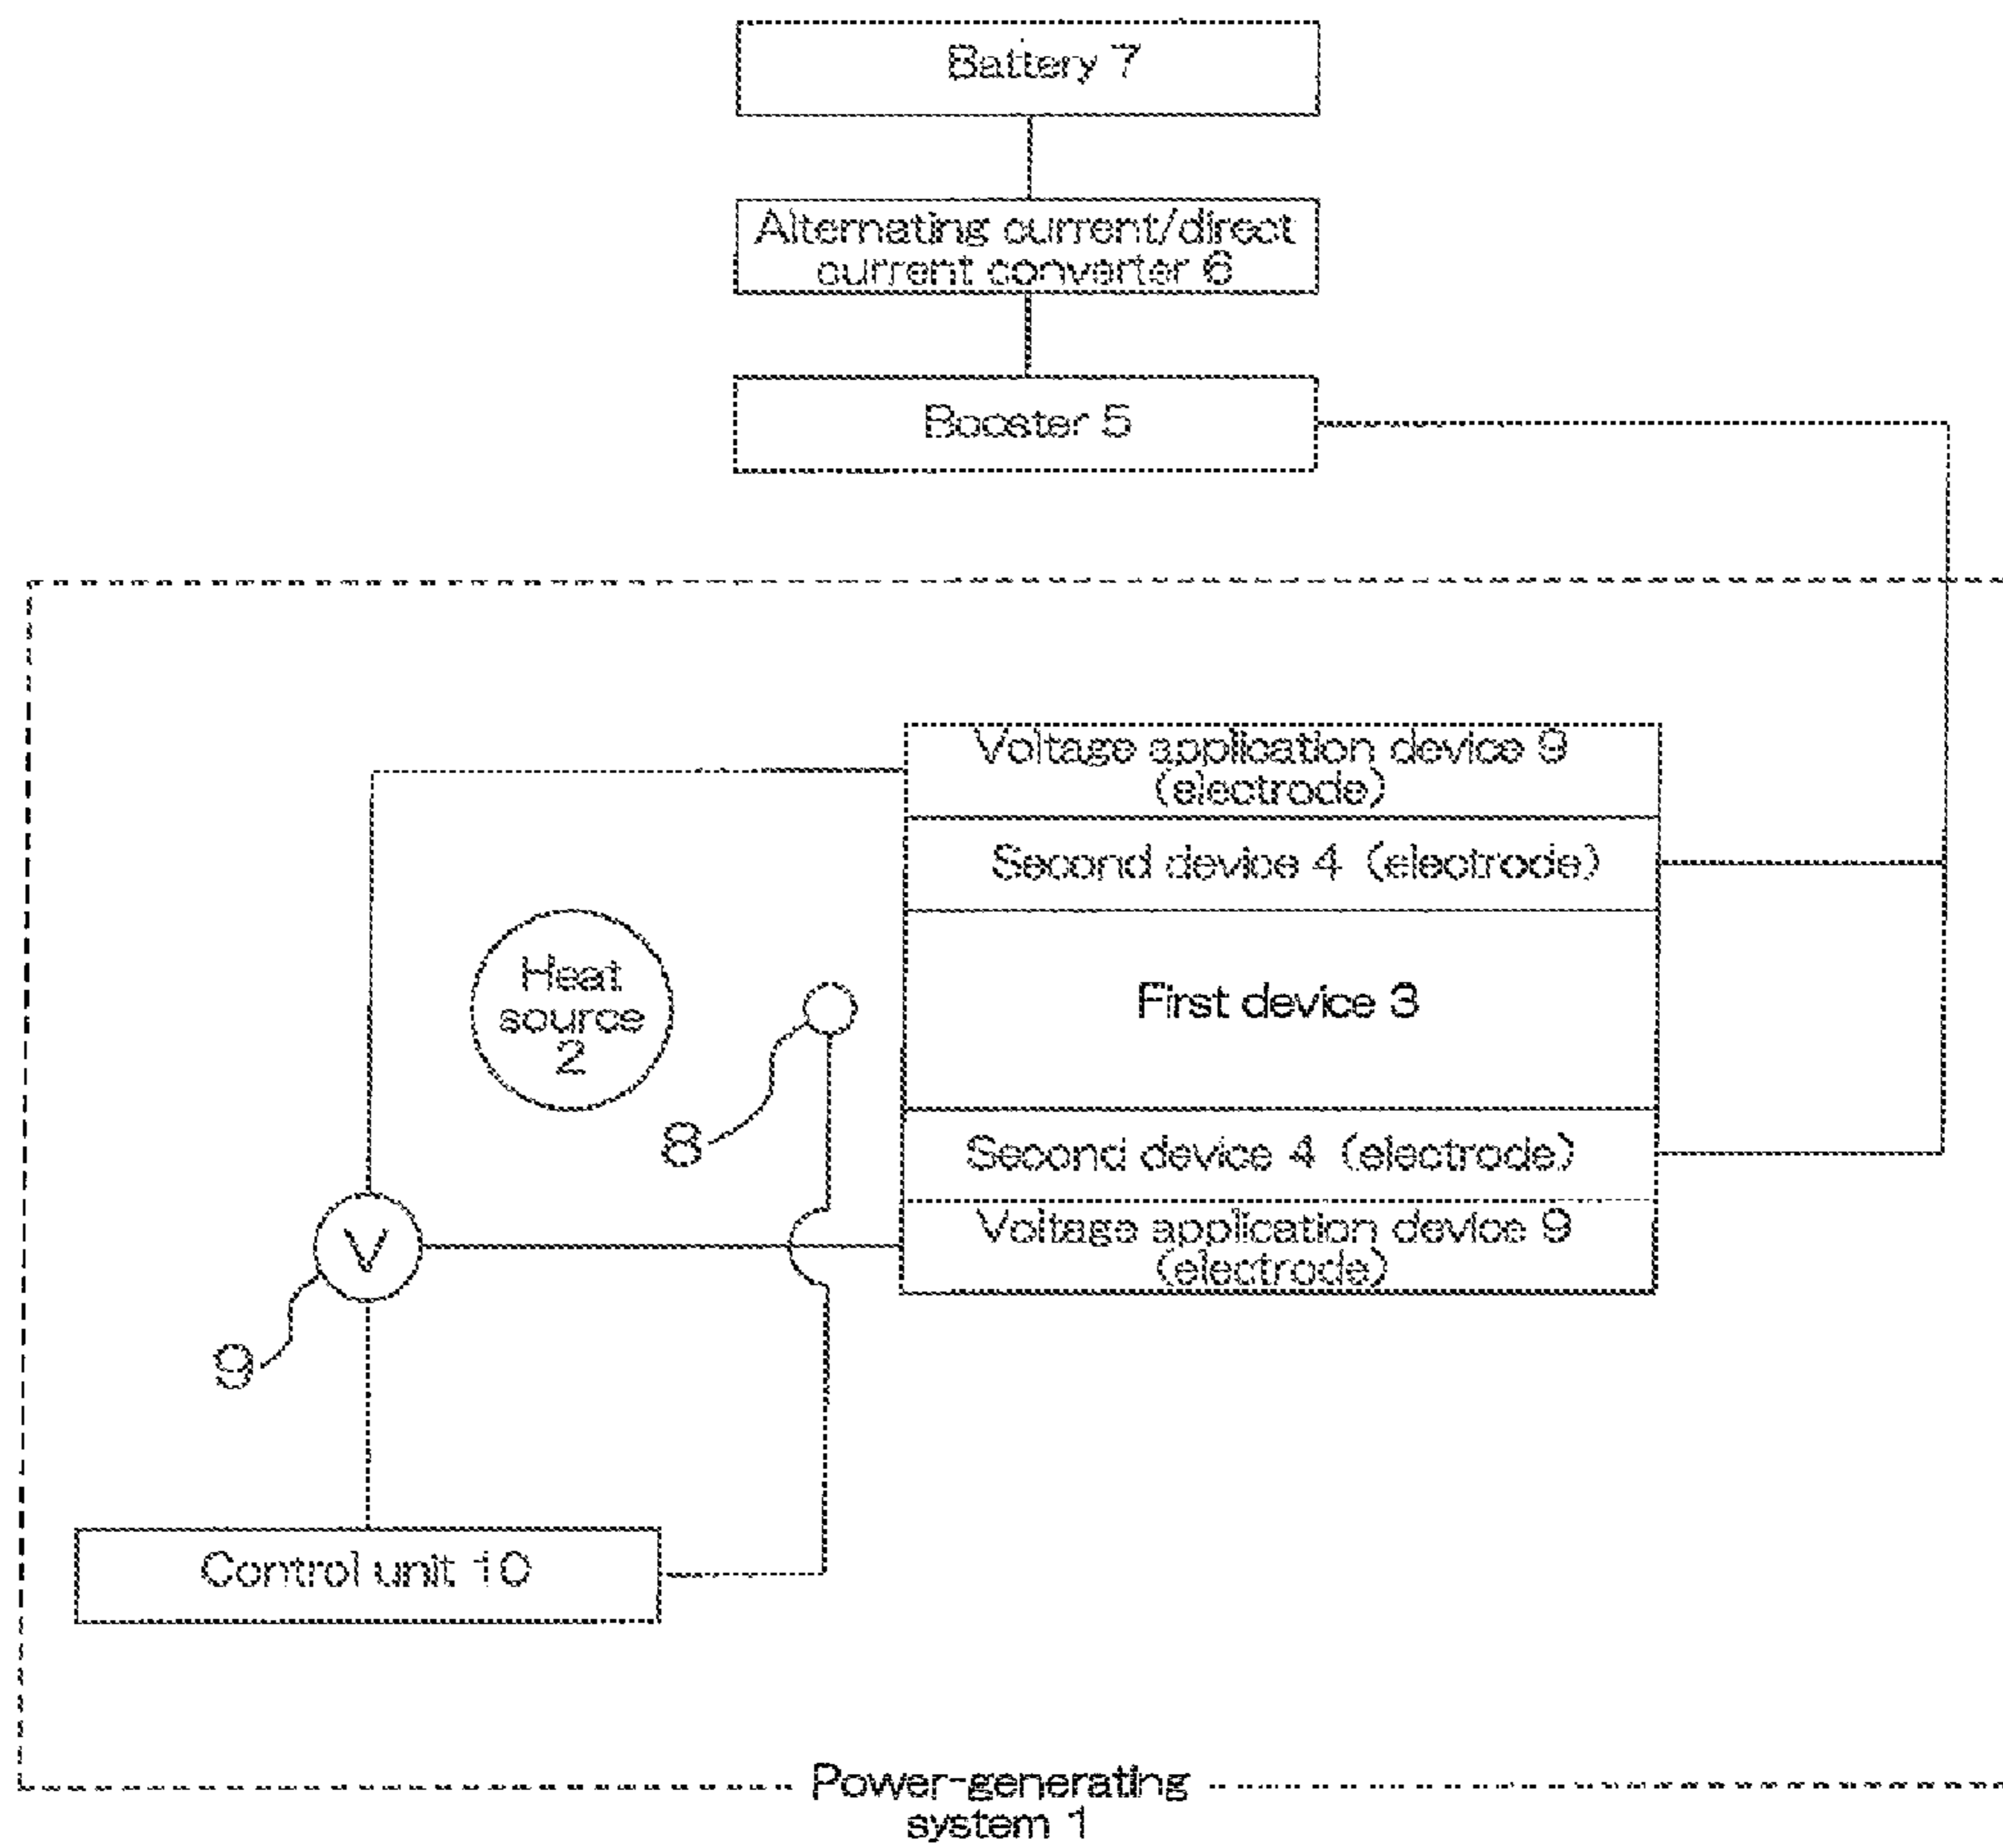 Battery 7
Alternating current/direct
current converter 6
Booster 5
Voltage application device 9
(electrode)
Second device 4 (electrode)
Heat
source
2
First device 3
8
Second device 4 (electrode)
V
Voltage application device 9
(electrode)
9
Control unit 10
Power-generating
system 1